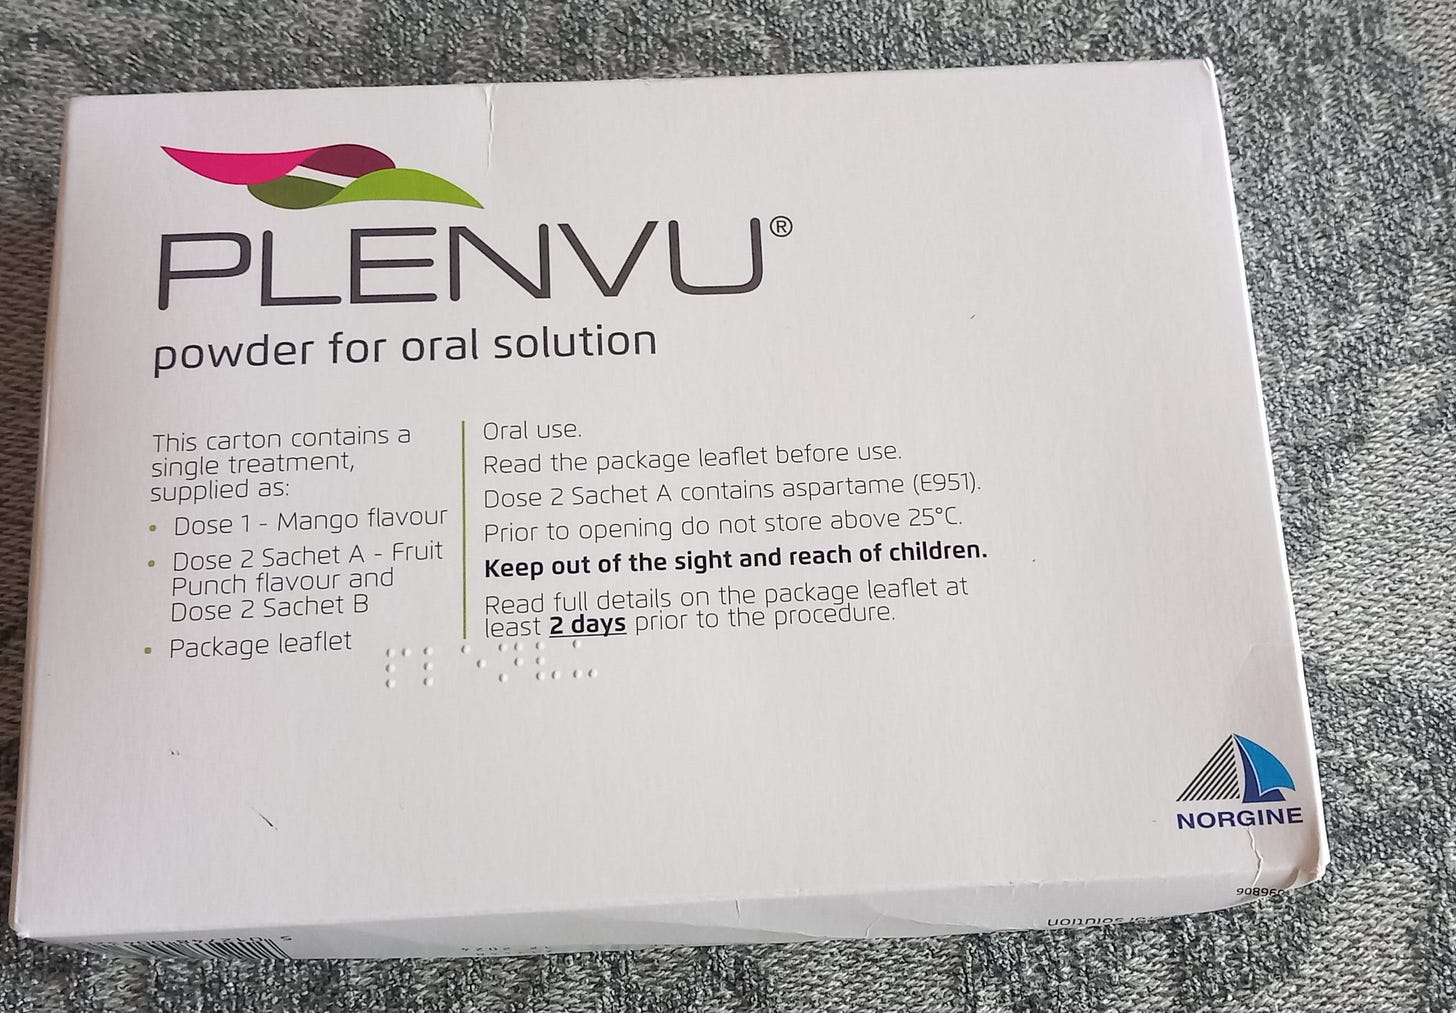 PLENVU®
powder for oral solution
This carton contains a
single treatment,
supplied as:
• Dose 1 - Mango flavour
• Dose 2 Sachet A - Fruit
Punch flavour and
Dose 2 Sachet B
• Package leaflet
Oral use.
Read the package leaflet before use.
Dose 2 Sachet A contains aspartame (E951).
Prior to opening do not store above 25°C.
Keep out of the sight and reach of children.
Read full details on the package leaflet at
least 2 days prior to the procedure.
NORGINE
solution